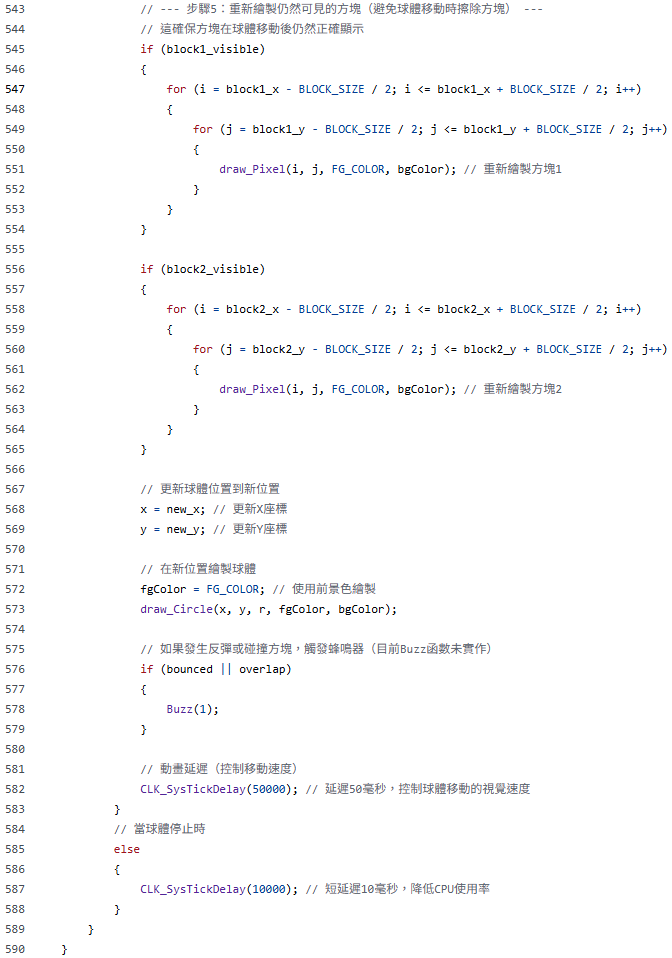 543                 // --- 步驟5：重新繪製仍然可見的方塊（避免球體移動時擦除方塊） ---
544                 // 這確保方塊在球體移動後仍然正確顯示
545                 if (block1_visible)
546                 {
547                     for (i = block1_x - BLOCK_SIZE / 2; i <= block1_x + BLOCK_SIZE / 2; i++)
548                     {
549                         for (j = block1_y - BLOCK_SIZE / 2; j <= block1_y + BLOCK_SIZE / 2; j++)
550                         {
551                             draw_Pixel(i, j, FG_COLOR, bgColor); // 重新繪製方塊1
552                         }
553                     }
554                 }
555
556                 if (block2_visible)
557                 {
558                     for (i = block2_x - BLOCK_SIZE / 2; i <= block2_x + BLOCK_SIZE / 2; i++)
559                     {
560                         for (j = block2_y - BLOCK_SIZE / 2; j <= block2_y + BLOCK_SIZE / 2; j++)
561                         {
562                             draw_Pixel(i, j, FG_COLOR, bgColor); // 重新繪製方塊2
563                         }
564                     }
565                 }
566
567                 // 更新球體位置到新位置
568                 x = new_x; // 更新X座標
569                 y = new_y; // 更新Y座標
570
571                 // 在新位置繪製球體
572                 fgColor = FG_COLOR; // 使用前景色繪製
573                 draw_Circle(x, y, r, fgColor, bgColor);
574
575                 // 如果發生反彈或碰撞方塊，觸發蜂鳴器（目前Buzz函數未實作）
576                 if (bounced || overlap)
577                 {
578                     Buzz(1);
579                 }
580
581                 // 動畫延遲（控制移動速度）
582                 CLK_SysTickDelay(50000); // 延遲50毫秒，控制球體移動的視覺速度
583             }
584             // 當球體停止時
585             else
586             {
587                 CLK_SysTickDelay(10000); // 短延遲10毫秒，降低CPU使用率
588             }
589         }
590     }